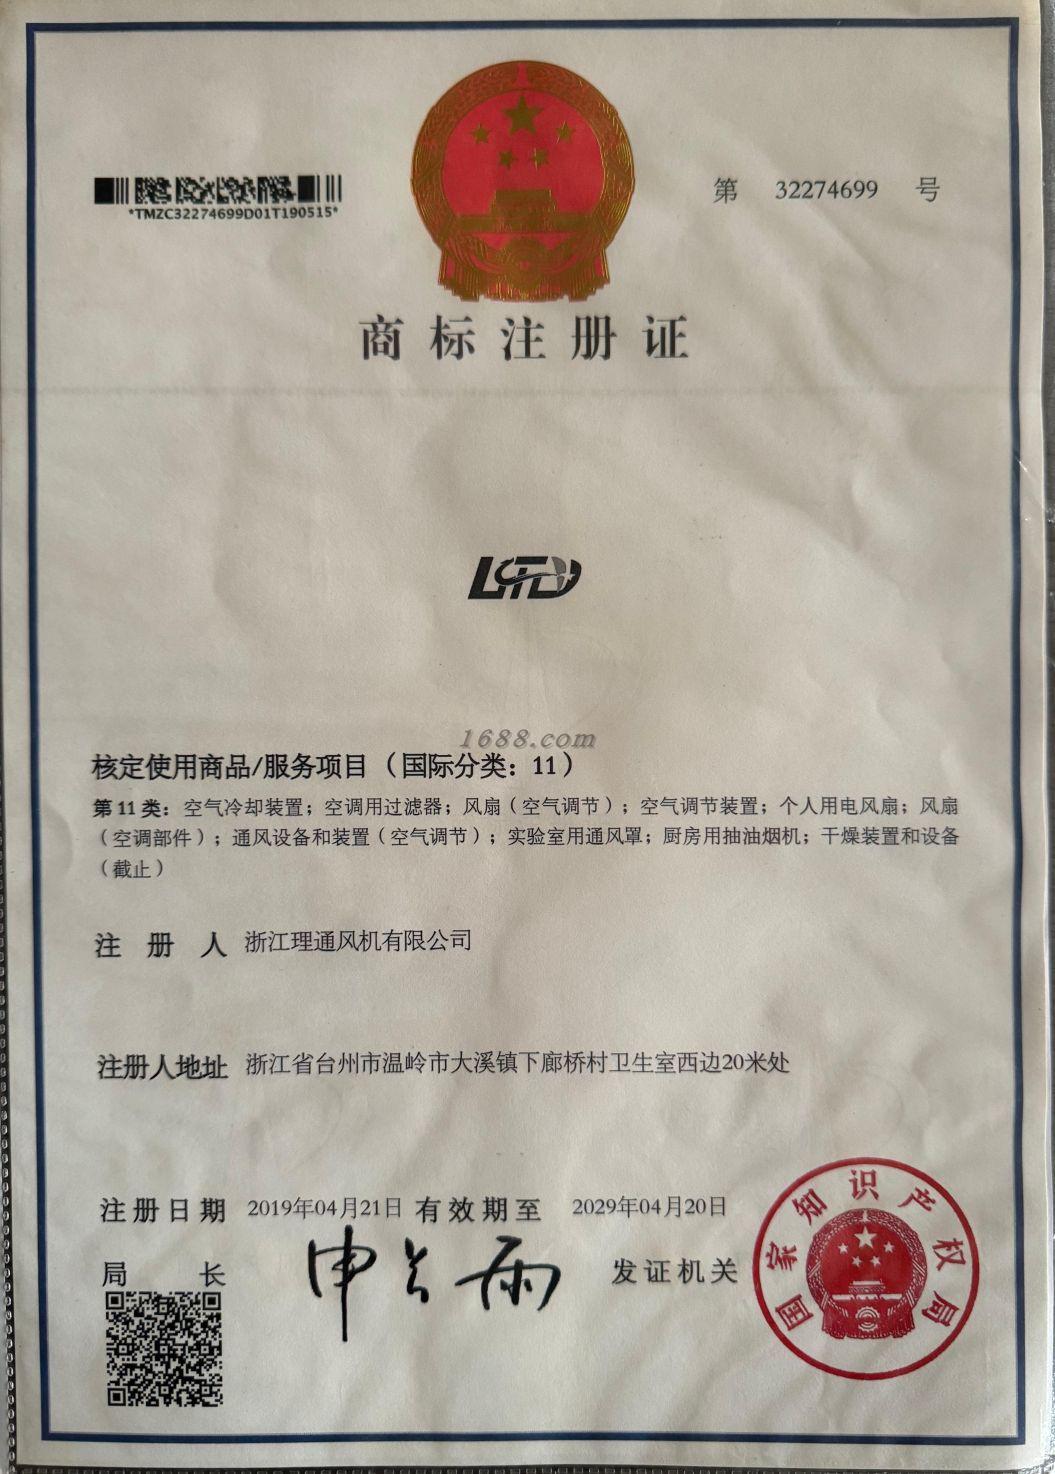 *TMZC32274699D01T190515*
第 32274699 号
商标注册证
LTD
1688.com
核定使用商品/服务项目（国际分类：11）
第11类：空气冷却装置；空调用过滤器；风扇（空气调节）；空气调节装置；个人用电风扇；风扇
（空调部件）；通风设备和装置（空气调节）；实验室用通风罩；厨房用抽油烟机；干燥装置和设备
（截止）
注册人 浙江理通风机有限公司
注册人地址 浙江省台州市温岭市大溪镇下廊桥村卫生室西边20米处
注册日期 2019年04月21日 有效期至 2029年04月20日
局长 申长雨 发证机关
国家知识产权局